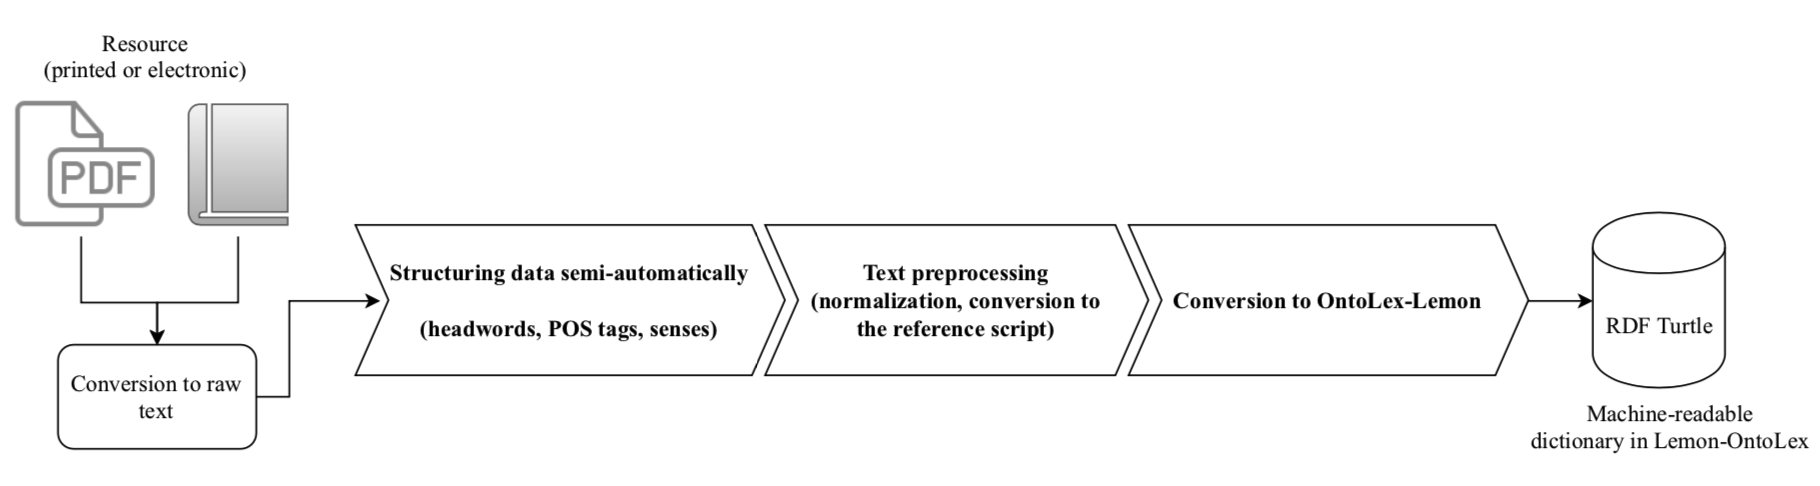 Resource
(printed or electronic)
PDF
Conversion to raw
text
Structuring data semi-automatically
(headwords, POS tags, senses)
Text preprocessing
(normalization, conversion to
the reference script)
Conversion to OntoLex-Lemon
RDF Turtle
Machine-readable
dictionary in Lemon-OntoLex